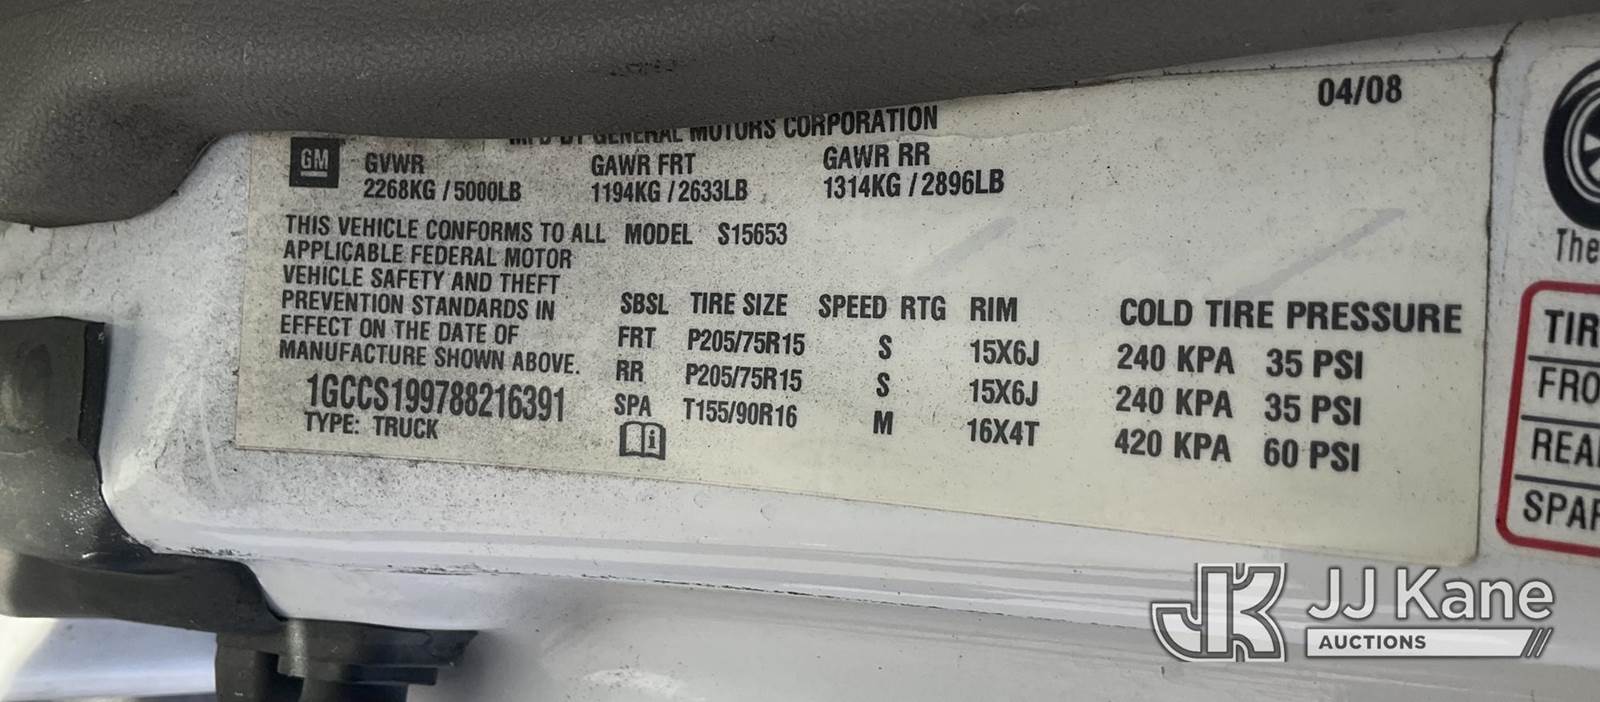 04/08
MFD BY GENERAL MOTORS CORPORATION
GM
GVWR GAWR FRT GAWR RR
2268KG / 5000LB 1194KG / 2633LB 1314KG / 2896LB
THIS VEHICLE CONFORMS TO ALL
APPLICABLE FEDERAL MOTOR
VEHICLE SAFETY AND THEFT
PREVENTION STANDARDS IN
EFFECT ON THE DATE OF
MANUFACTURE SHOWN ABOVE.
1GCCS199788216391
TYPE: TRUCK
MODEL S15653
SBSL TIRE SIZE SPEED RTG RIM COLD TIRE PRESSURE
FRT P205/75R15 S 15X6J 240 KPA 35 PSI
RR P205/75R15 S 15X6J 240 KPA 35 PSI
SPA T155/90R16 M 16X4T 420 KPA 60 PSI
i
The
TIR
FRO
REA
SPAR
JK JJ Kane
AUCTIONS